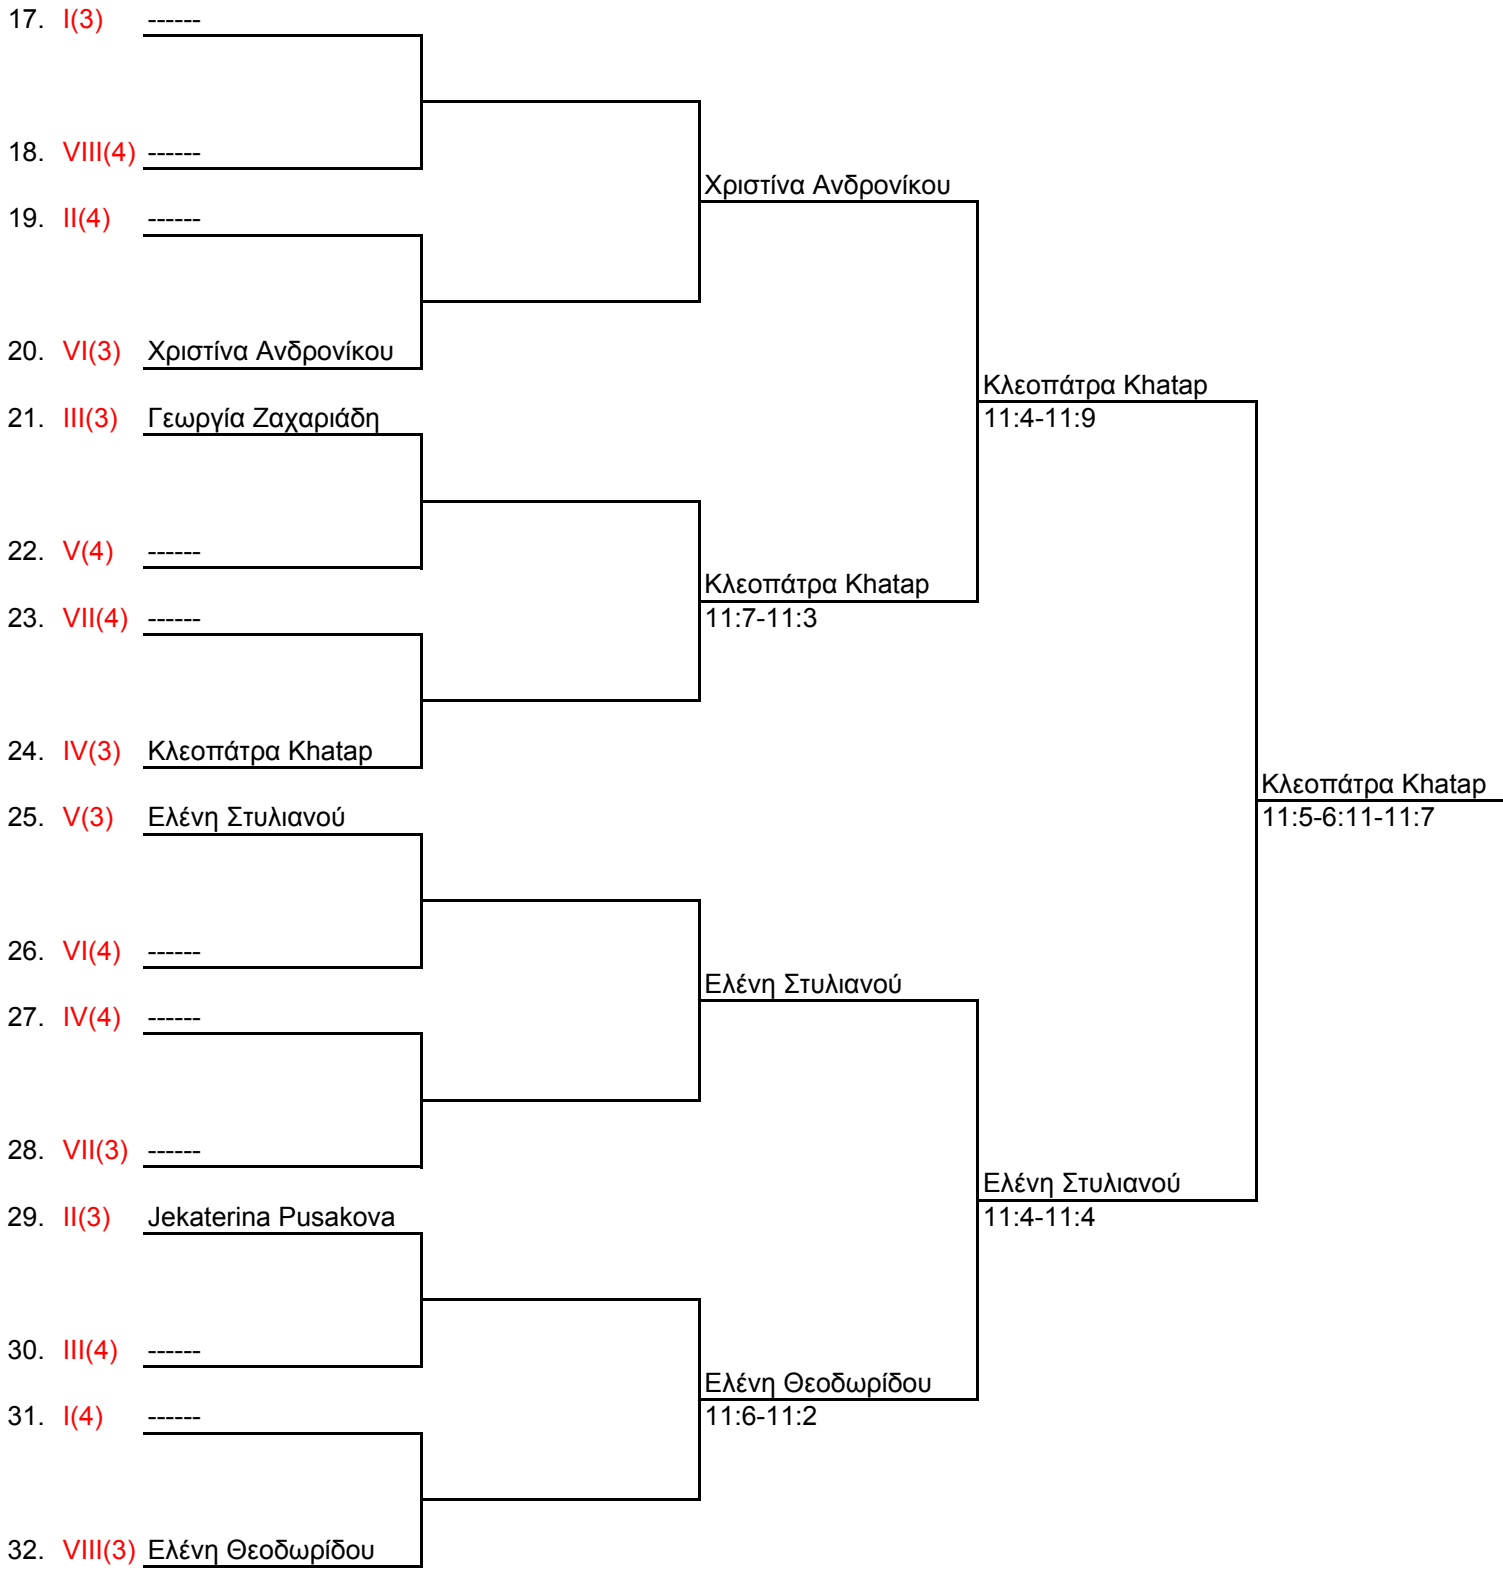 17. I(3) ------
18. VIII(4) ------
Χριστίνα Ανδρονίκου
19. II(4) ------
20. VI(3) Χριστίνα Ανδρονίκου
Κλεοπάτρα Khatap
21. III(3) Γεωργία Ζαχαριάδη
11:4-11:9
22. V(4) ------
Κλεοπάτρα Khatap
23. VII(4) ------
11:7-11:3
24. IV(3) Κλεοπάτρα Khatap
Κλεοπάτρα Khatap
25. V(3) Ελένη Στυλιανού
11:5-6:11-11:7
26. VI(4) ------
Ελένη Στυλιανού
27. IV(4) ------
28. VII(3) ------
Ελένη Στυλιανού
29. II(3) Jekaterina Pusakova
11:4-11:4
30. III(4) ------
Ελένη Θεοδωρίδου
31. I(4) ------
11:6-11:2
32. VIII(3) Ελένη Θεοδωρίδου